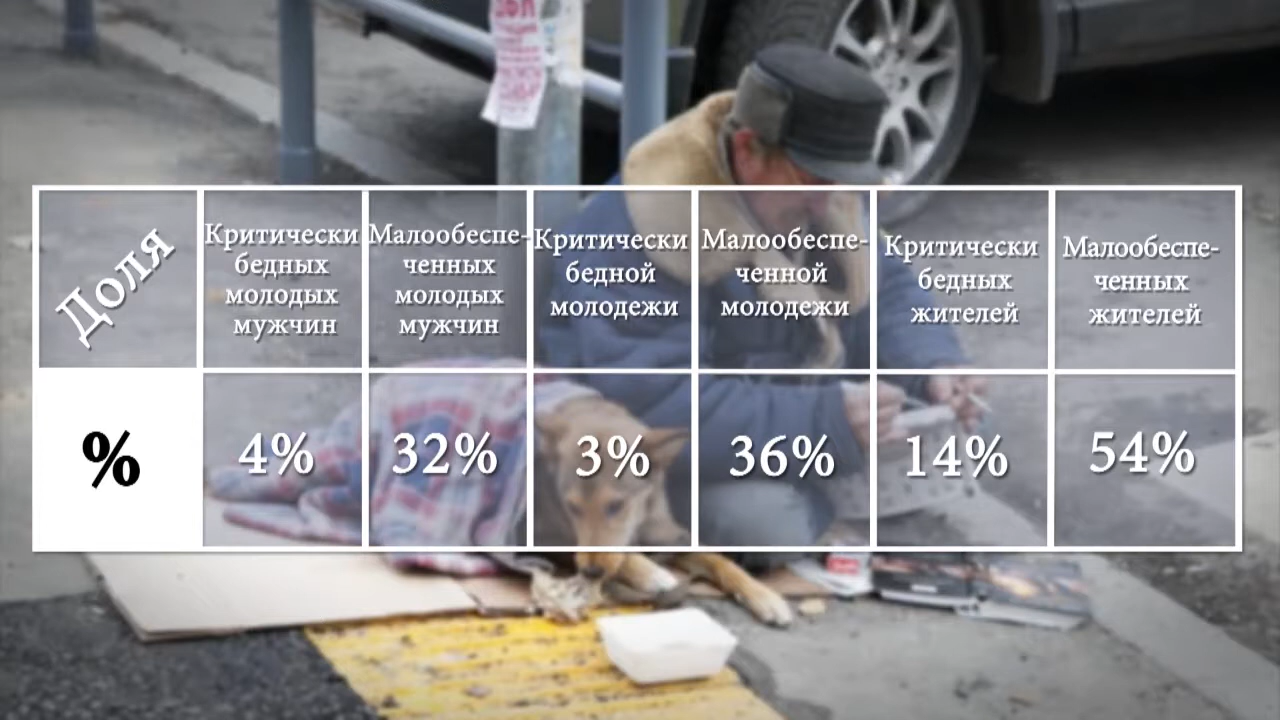 Доля
Критически
бедных
молодых
мужчин
Малообеспе-
ченных
молодых
мужчин
Критически
бедной
молодежи
Малообеспе-
ченной
молодежи
Критически
бедных
жителей
Малообеспе-
ченных
жителей
%
4%
32%
3%
36%
14%
54%